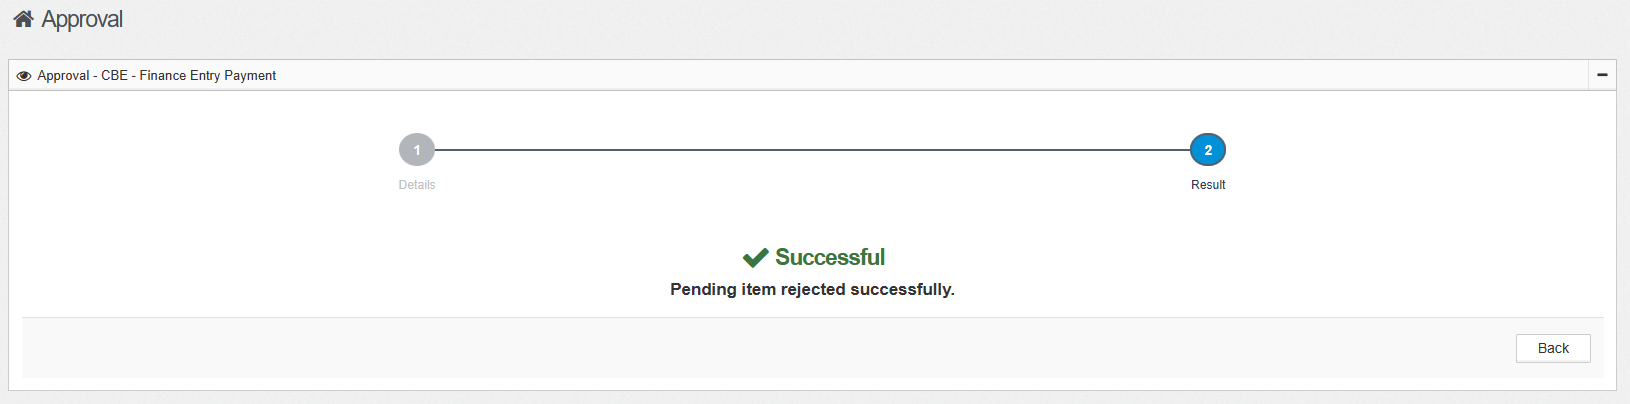 Approval
Approval - CBE - Finance Entry Payment
1
2
Details
Result
Successful
Pending item rejected successfully.
Back